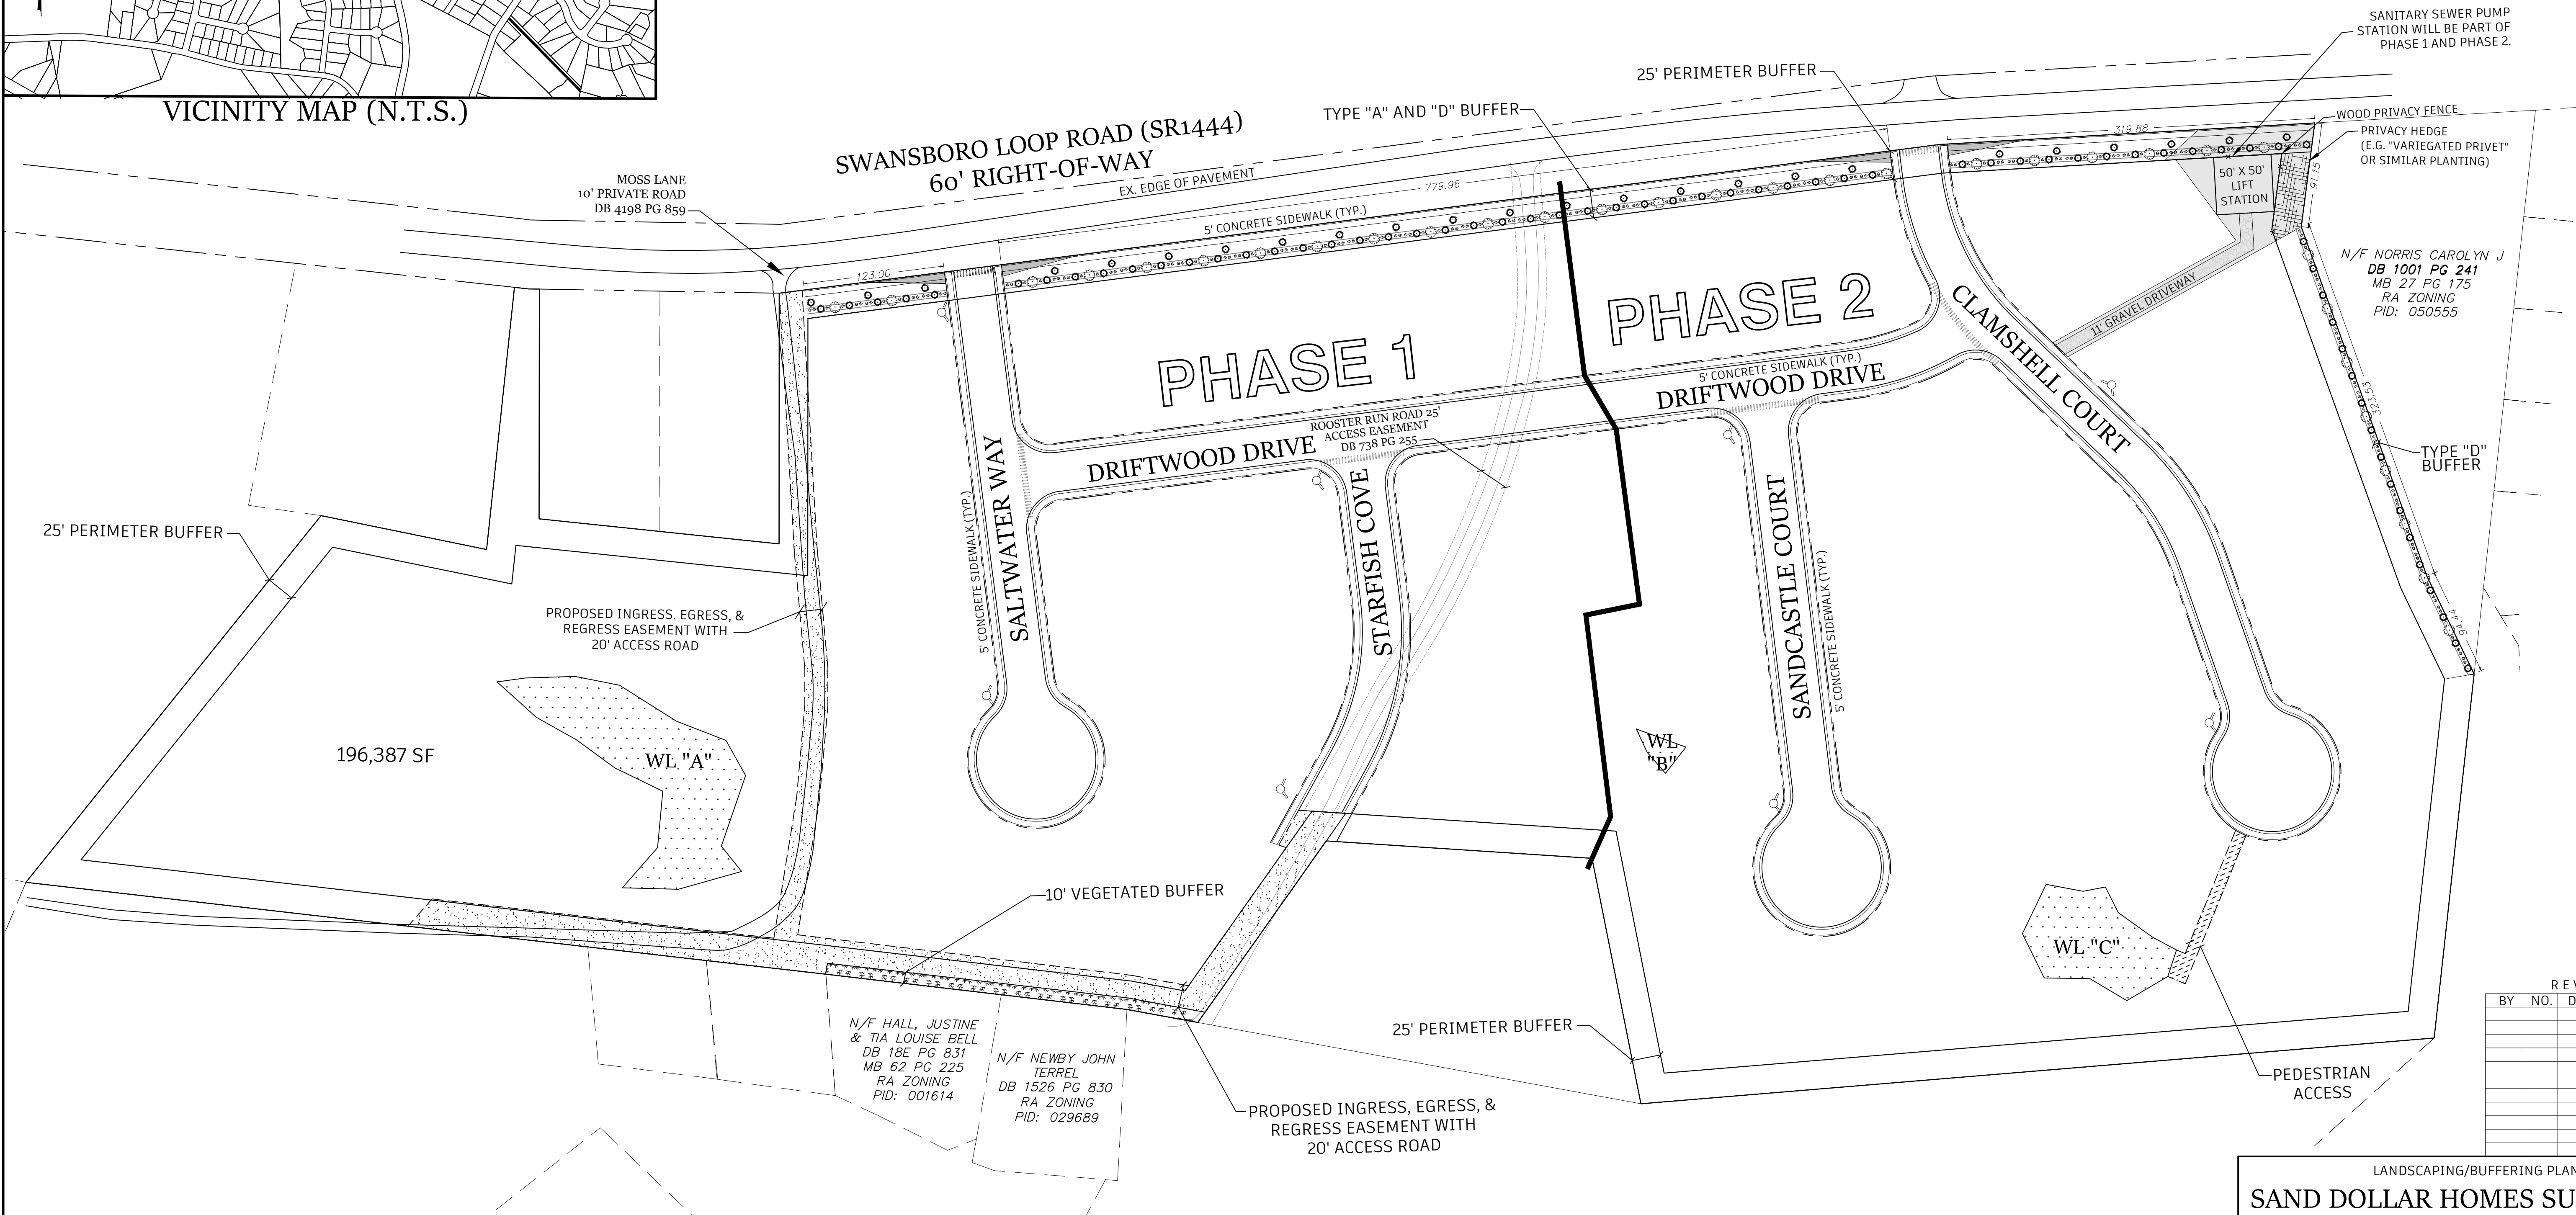 VICINITY MAP (N.T.S.)
SANITARY SEWER PUMP
STATION WILL BE PART OF
PHASE 1 AND PHASE 2.
25' PERIMETER BUFFER
TYPE "A" AND "D" BUFFER
WOOD PRIVACY FENCE
PRIVACY HEDGE
(E.G. "VARIEGATED PRIVET"
OR SIMILAR PLANTING)
SWANSBORO LOOP ROAD (SR1444)
60' RIGHT-OF-WAY
EX. EDGE OF PAVEMENT
MOSS LANE
10' PRIVATE ROAD
DB 4198 PG 859
123.00
779.96
319.88
91.15
5' CONCRETE SIDEWALK (TYP.)
50' X 50'
LIFT
STATION
N/F NORRIS CAROLYN J
DB 1001 PG 241
MB 27 PG 175
RA ZONING
PID: 050555
11' GRAVEL DRIVEWAY
PHASE 1
PHASE 2
CLAMSHELL COURT
5' CONCRETE SIDEWALK (TYP.)
DRIFTWOOD DRIVE
ROOSTER RUN ROAD 25'
ACCESS EASEMENT
DB 738 PG 255
DRIFTWOOD DRIVE
323.53
TYPE "D"
BUFFER
94.44
25' PERIMETER BUFFER
5' CONCRETE SIDEWALK (TYP.)
SALTWATER WAY
STARFISH COVE
SANDCASTLE COURT
5' CONCRETE SIDEWALK (TYP.)
PROPOSED INGRESS. EGRESS, &
REGRESS EASEMENT WITH
20' ACCESS ROAD
196,387 SF
WL "A"
WL
"B"
WL "C"
10' VEGETATED BUFFER
25' PERIMETER BUFFER
N/F HALL, JUSTINE
& TIA LOUISE BELL
DB 18E PG 831
MB 62 PG 225
RA ZONING
PID: 001614
N/F NEWBY JOHN
TERREL
DB 1526 PG 830
RA ZONING
PID: 029689
PROPOSED INGRESS, EGRESS, &
REGRESS EASEMENT WITH
20' ACCESS ROAD
PEDESTRIAN
ACCESS
REV
BY NO. D
LANDSCAPING/BUFFERING PLAN
SAND DOLLAR HOMES SU